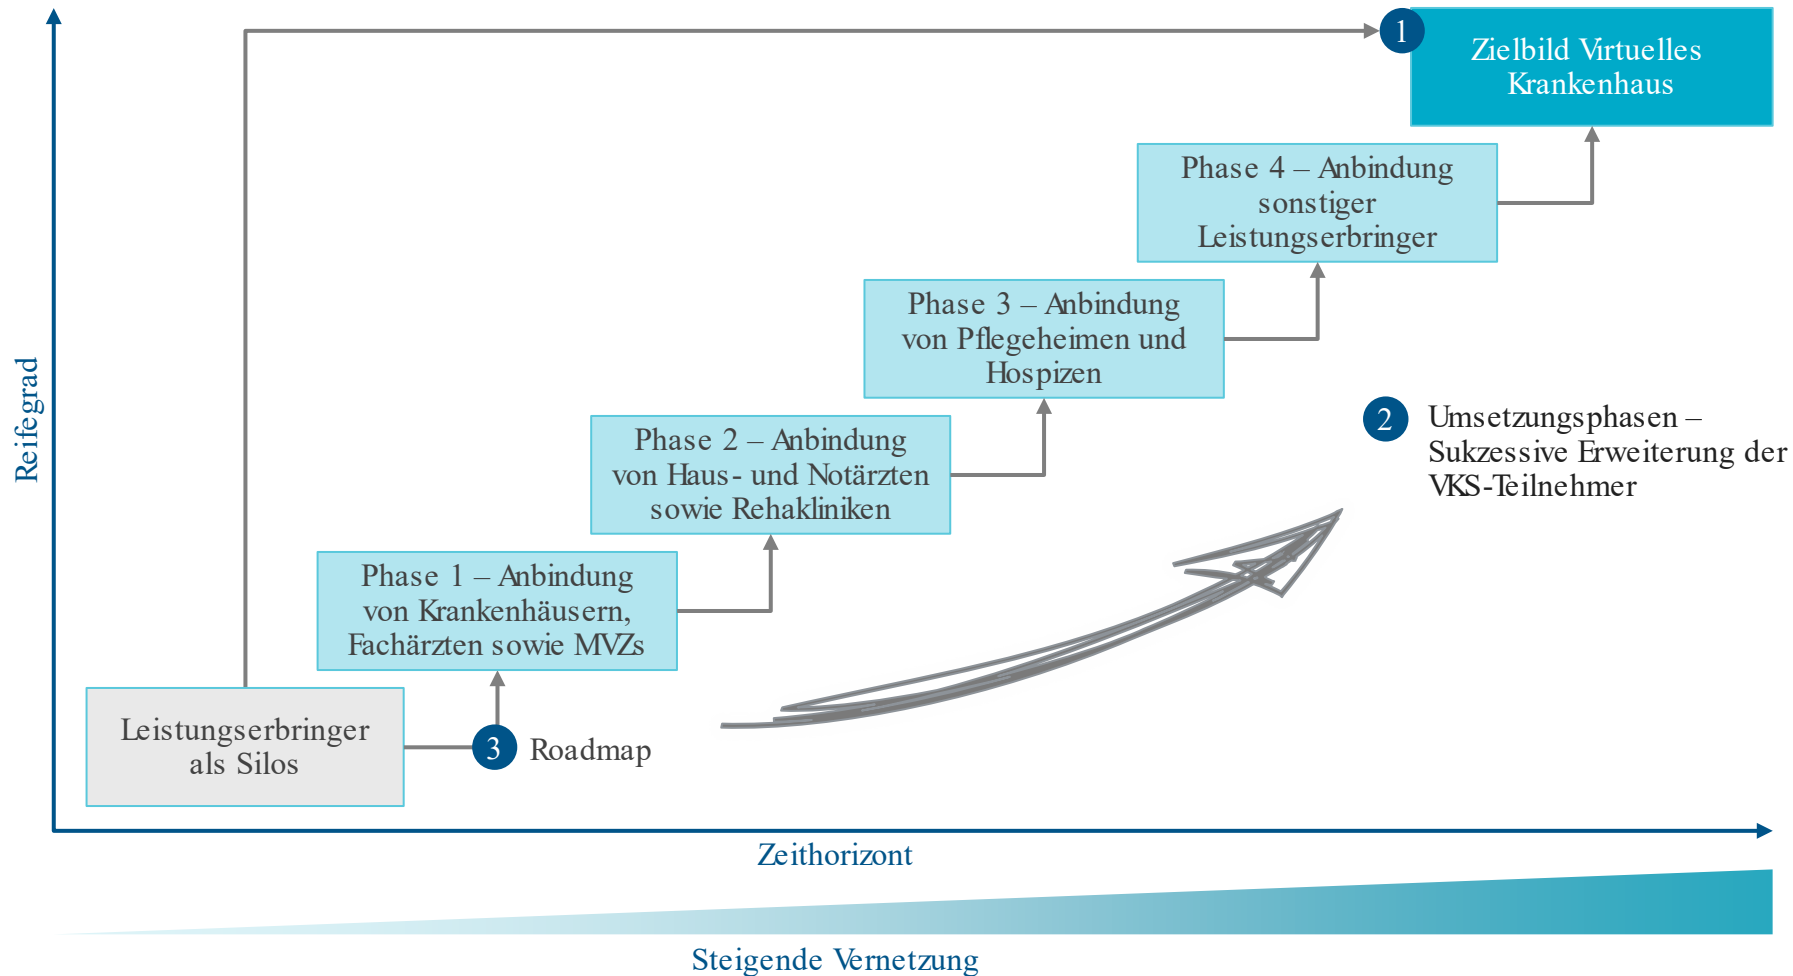 1
Zielbild Virtuelles
Krankenhaus
Phase 4 – Anbindung
sonstiger
Leistungserbringer
Phase 3 – Anbindung
von Pflegeheimen und
Hospizen
2
Umsetzungsphasen –
Sukzessive Erweiterung der
VKS-Teilnehmer
Phase 2 – Anbindung
von Haus- und Notärzten
sowie Rehakliniken
Phase 1 – Anbindung
von Krankenhäusern,
Fachärzten sowie MVZs
Leistungserbringer
als Silos
3
Roadmap
Reifegrad
Zeithorizont
Steigende Vernetzung